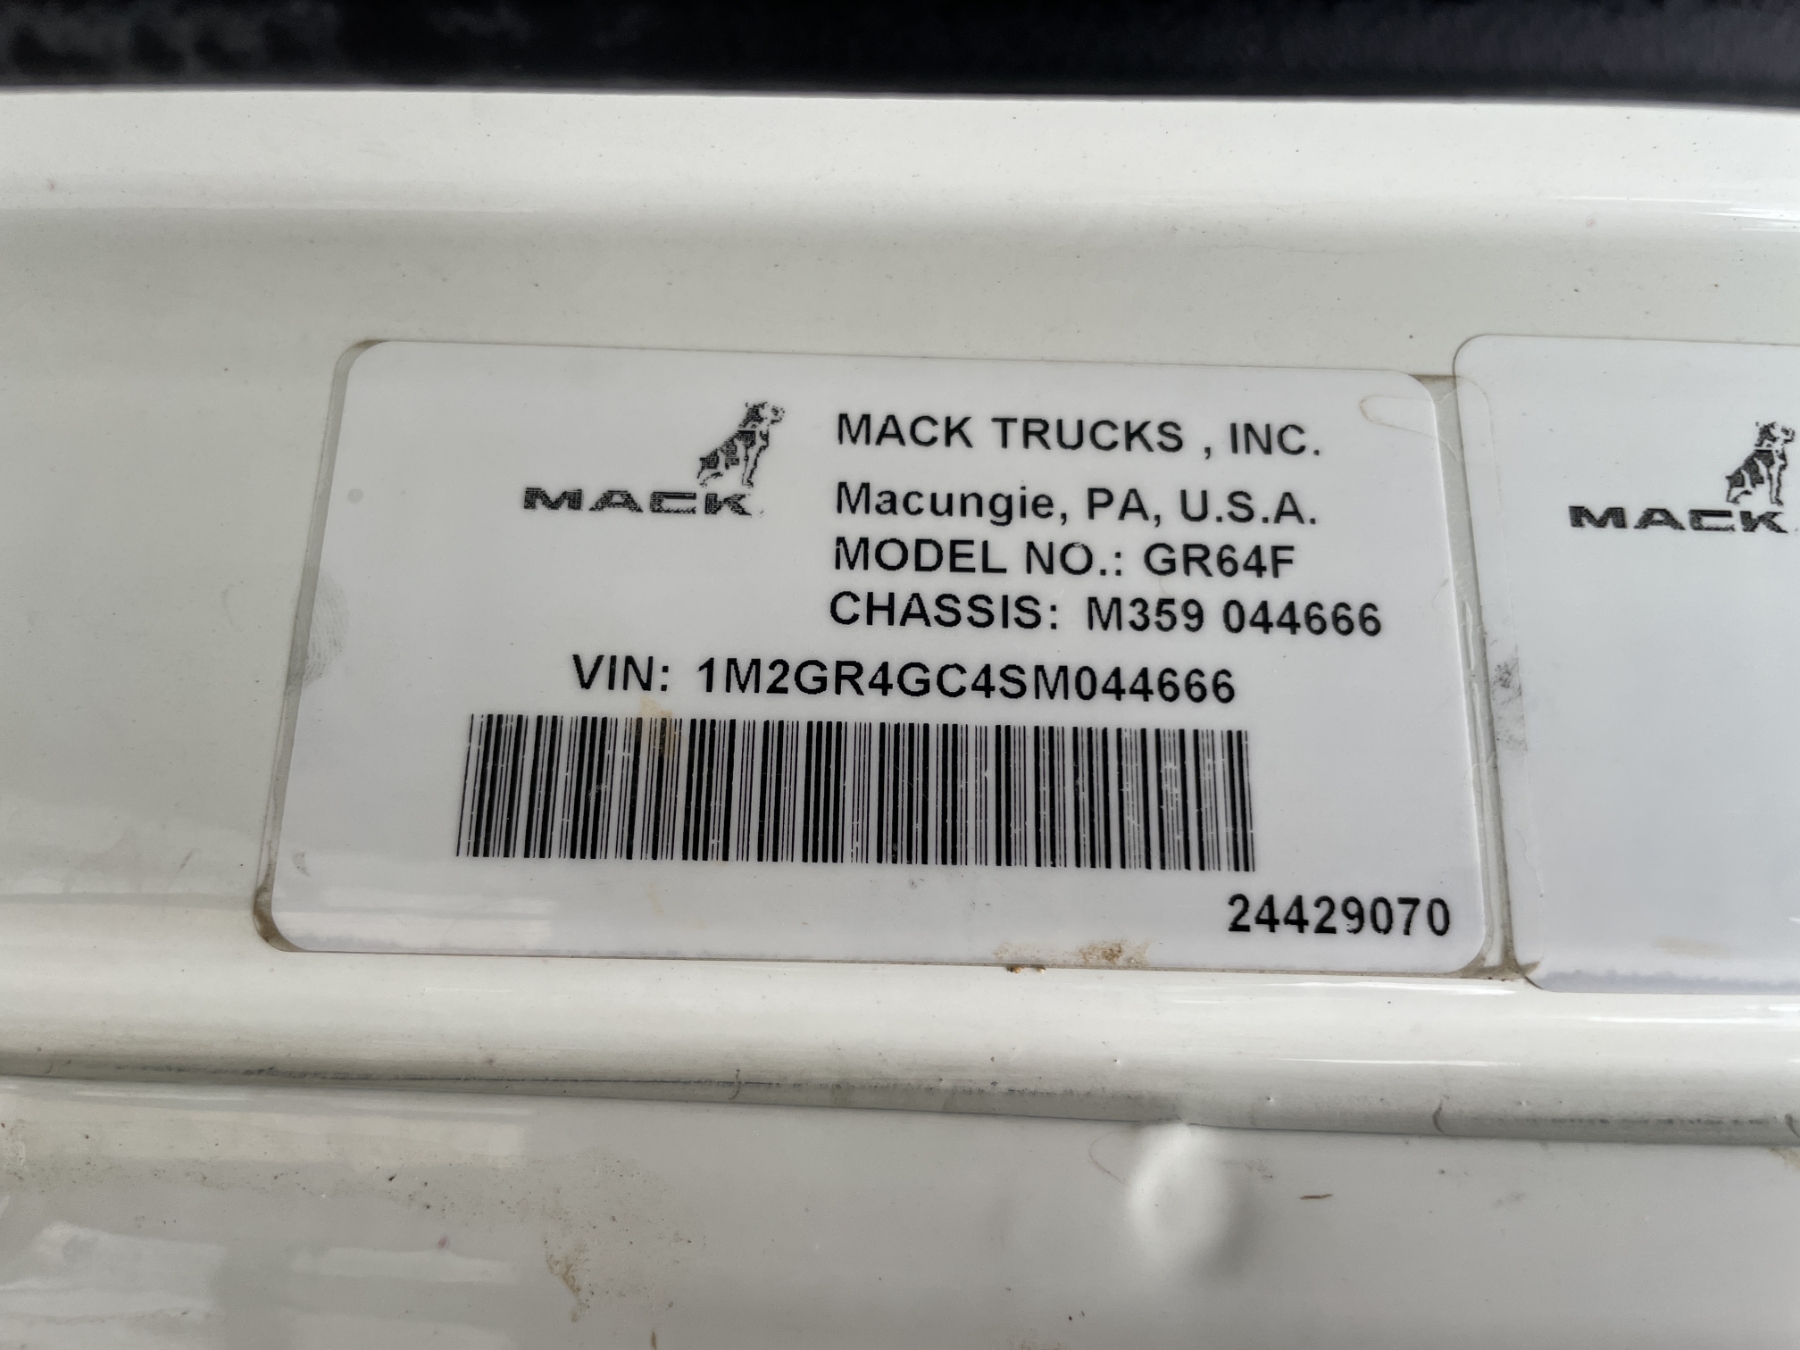 MACK
MACK TRUCKS , INC.
Macungie, PA, U.S.A.
MODEL NO.: GR64F
CHASSIS: M359 044666
VIN: 1M2GR4GC4SM044666
24429070
MACK